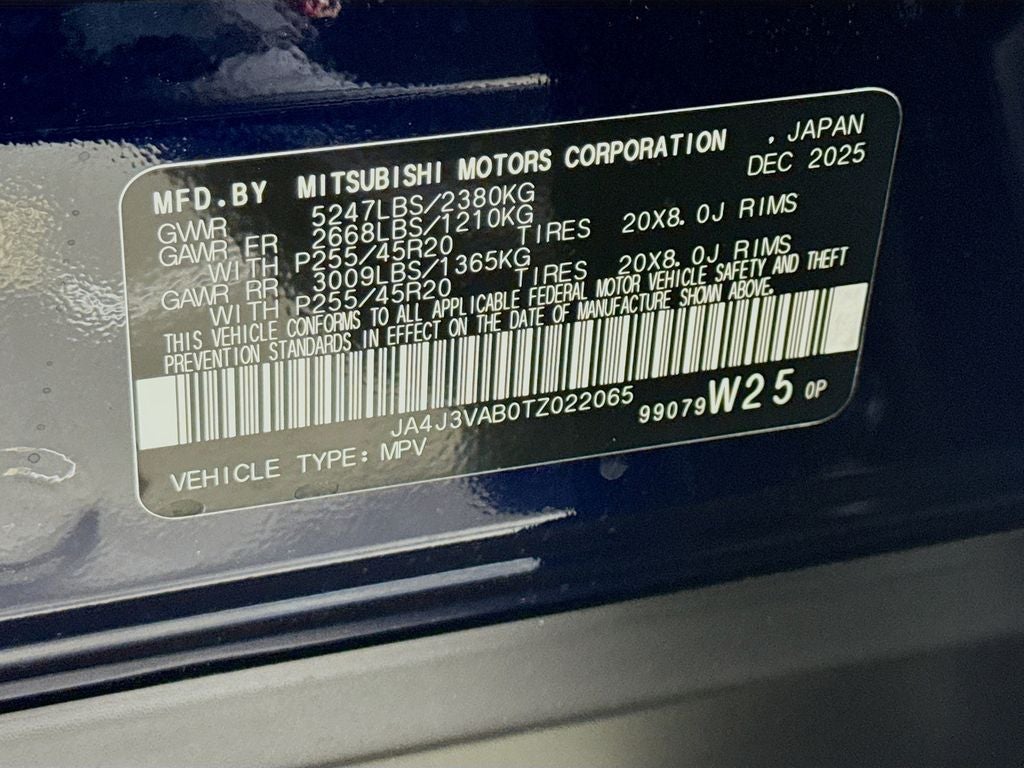 MFD.BY MITSUBISHI MOTORS CORPORATION , JAPAN
GVWR 5247LBS/2380KG DEC 2025
GAWR FR 2668LBS/1210KG
WITH P255/45R20 TIRES 20X8.0J RIMS
GAWR RR 3009LBS/1365KG
WITH P255/45R20 TIRES 20X8.0J RIMS
THIS VEHICLE CONFORMS TO ALL APPLICABLE FEDERAL MOTOR VEHICLE SAFETY AND THEFT
PREVENTION STANDARDS IN EFFECT ON THE DATE OF MANUFACTURE SHOWN ABOVE.
JA4J3VAB0TZ022065 99079W25 0P
VEHICLE TYPE: MPV